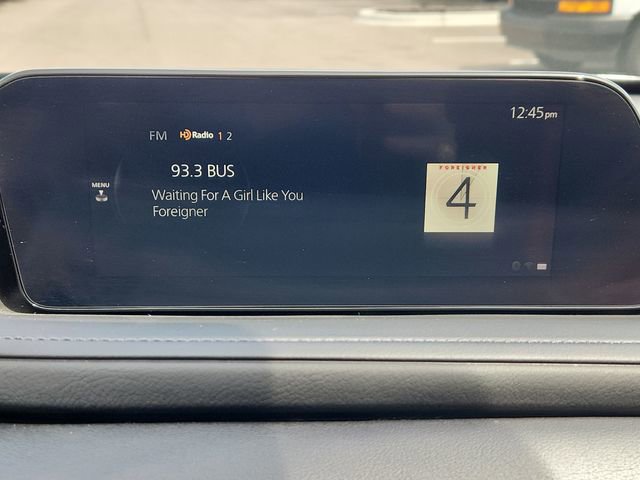 12:45pm
FM HD Radio 1 2
93.3 BUS
MENU
Waiting For A Girl Like You
Foreigner
FOREIGNER
4